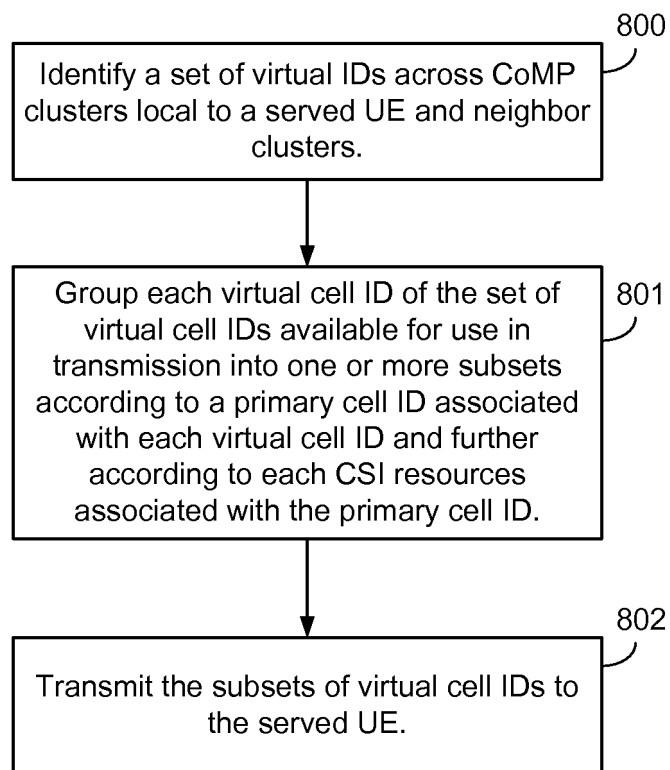 800
Identify a set of virtual IDs across CoMP
clusters local to a served UE and neighbor
clusters.
801
Group each virtual cell ID of the set of
virtual cell IDs available for use in
transmission into one or more subsets
according to a primary cell ID associated
with each virtual cell ID and further
according to each CSI resources
associated with the primary cell ID.
802
Transmit the subsets of virtual cell IDs to
the served UE.